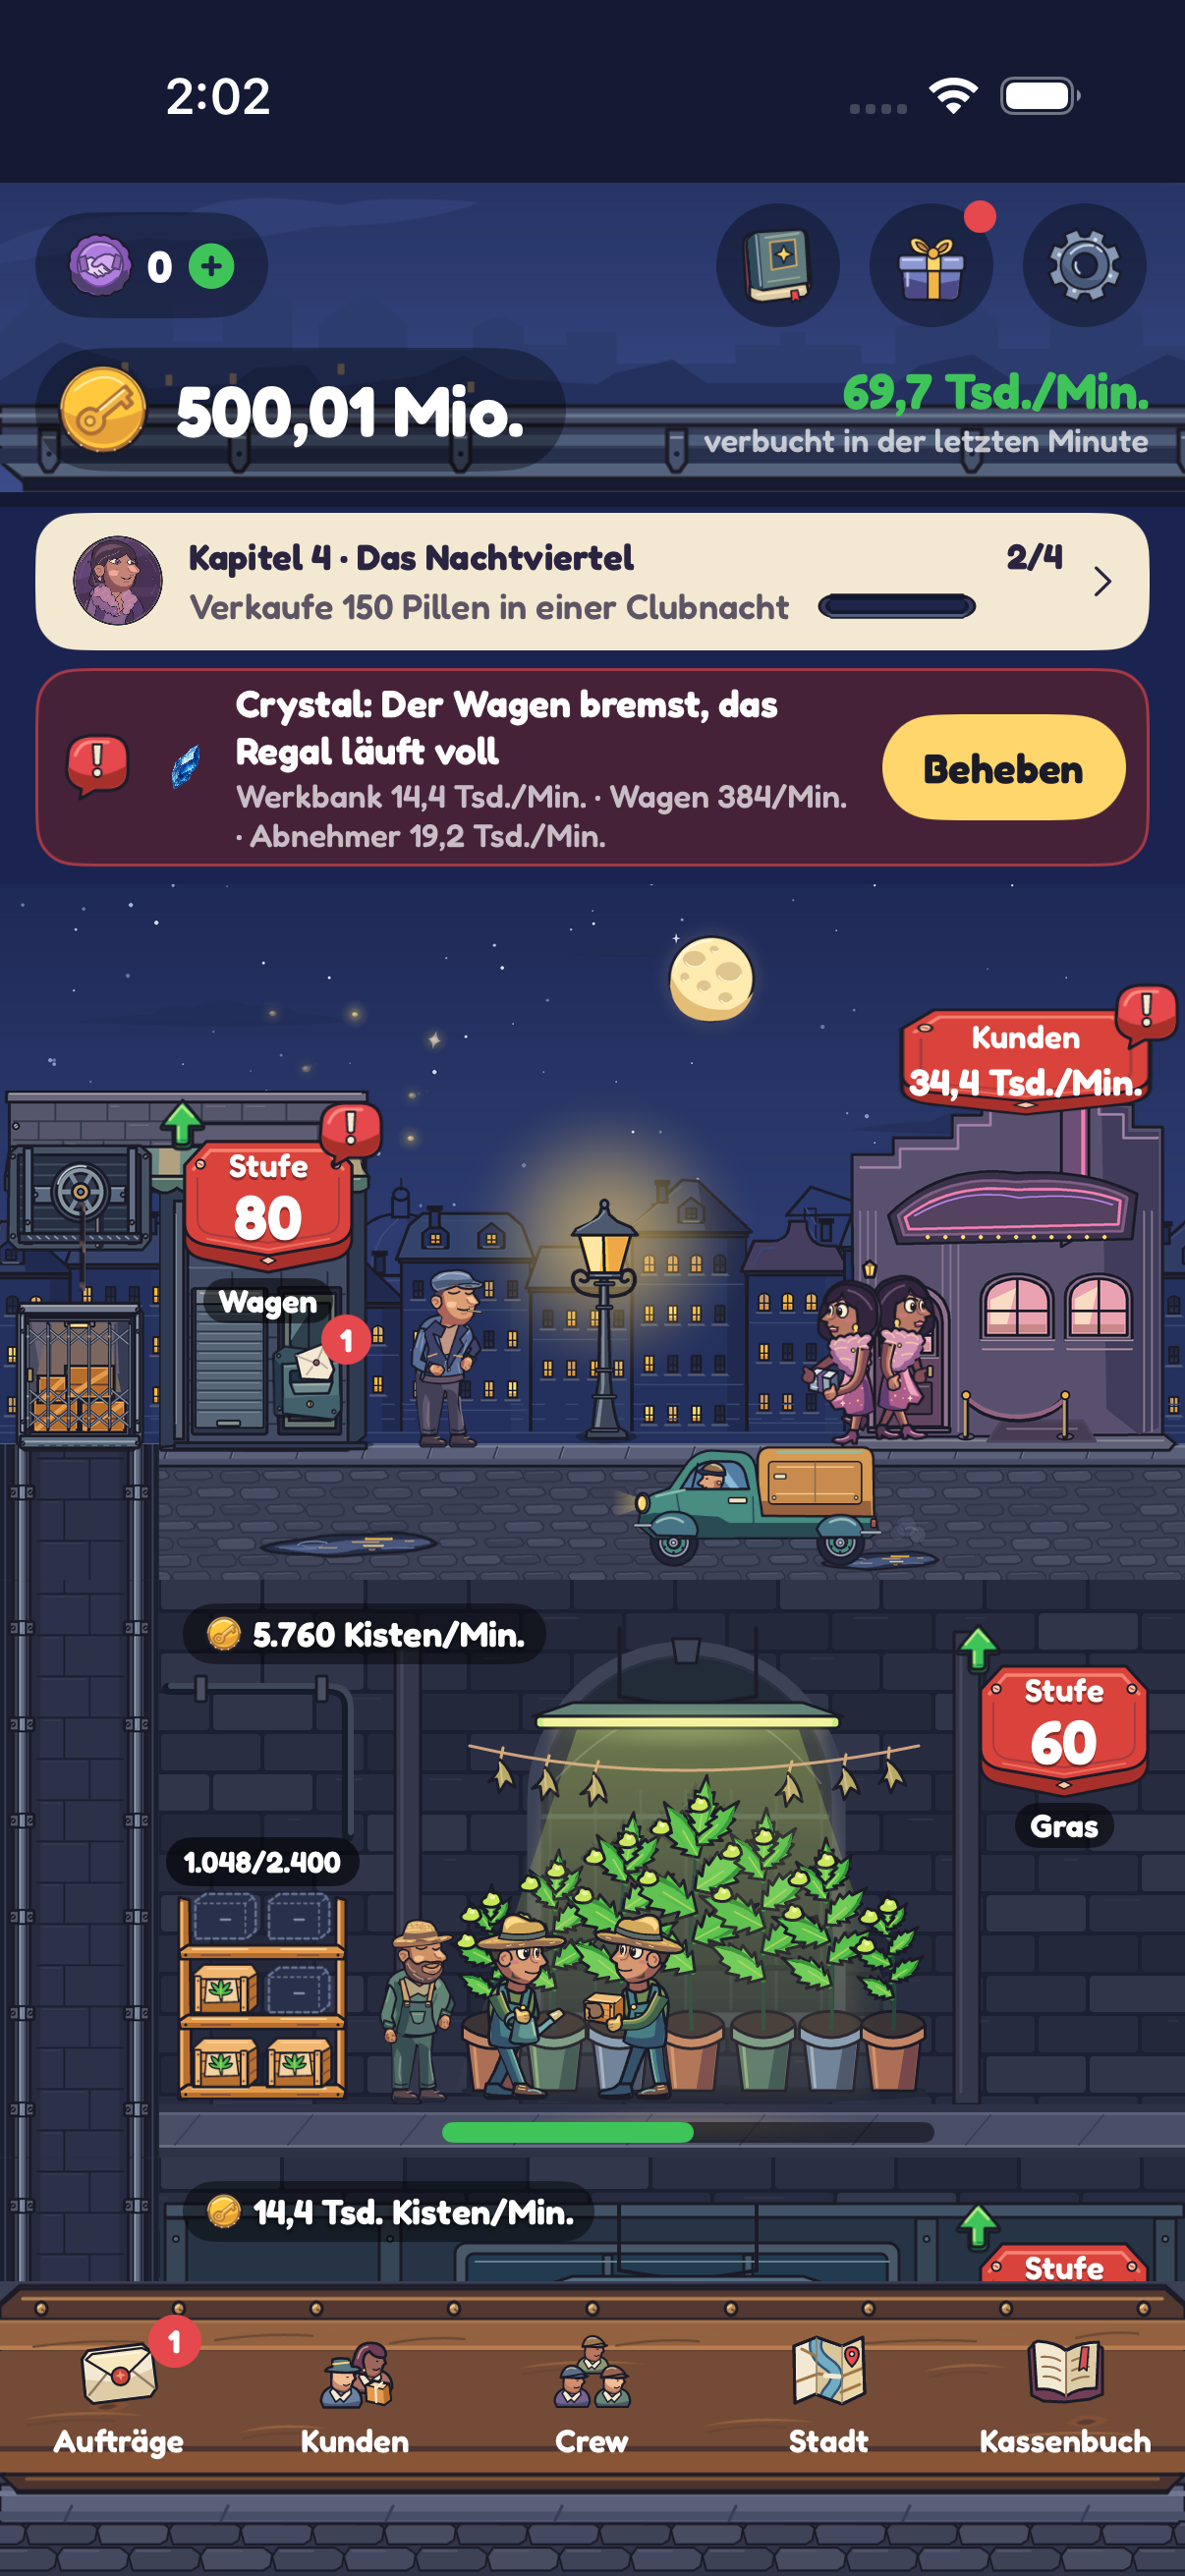 2:02
0
500,01 Mio.
69,7 Tsd./Min.
verbucht in der letzten Minute
Kapitel 4 · Das Nachtviertel
2/4
Verkaufe 150 Pillen in einer Clubnacht
Crystal: Der Wagen bremst, das
Regal läuft voll
Werkbank 14,4 Tsd./Min. · Wagen 384/Min.
· Abnehmer 19,2 Tsd./Min.
Beheben
Kunden
34,4 Tsd./Min.
Stufe
80
Wagen
1
5.760 Kisten/Min.
Stufe
60
Gras
1.048/2.400
14,4 Tsd. Kisten/Min.
Stufe
1
Aufträge
Kunden
Crew
Stadt
Kassenbuch